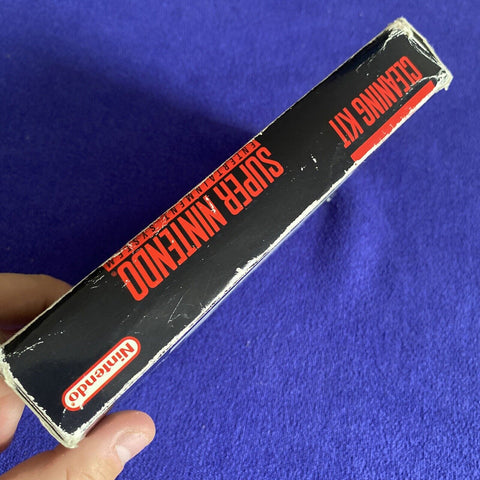 CLEANING KIT
SUPER NINTENDO®
ENTERTAINMENT SYSTEM
Nintendo®